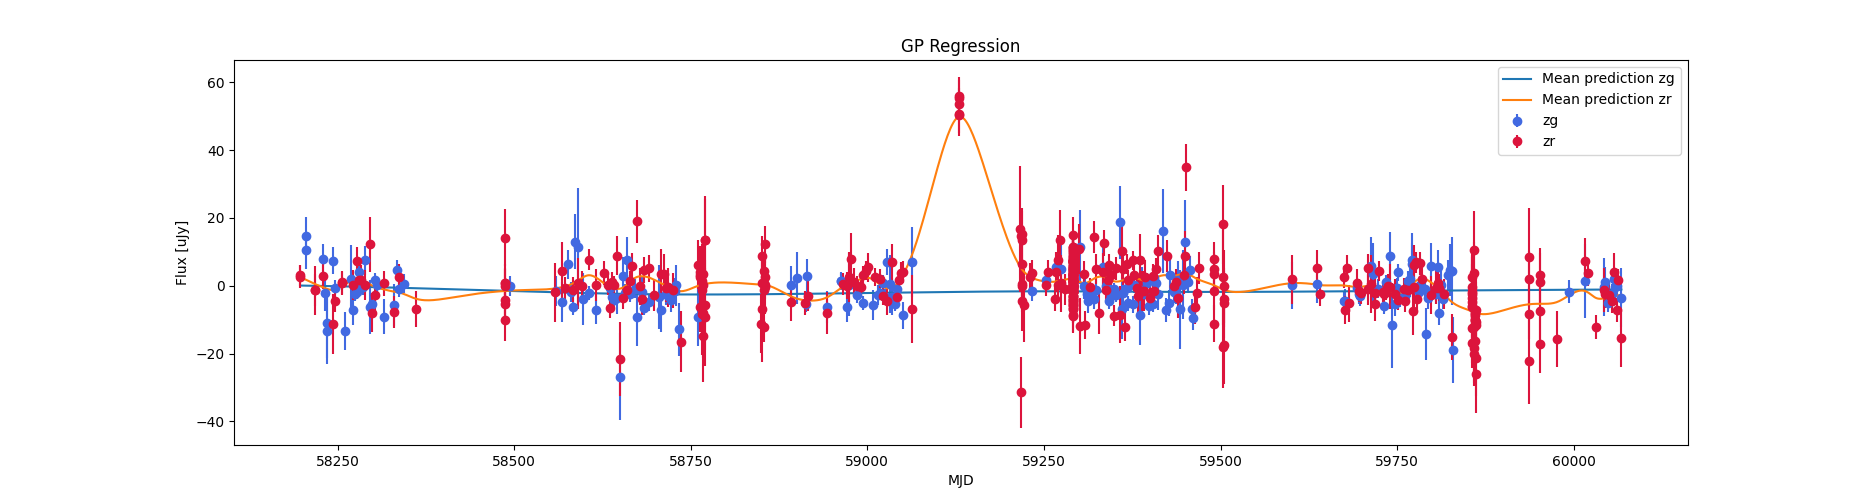 GP Regression
Flux [uJy]
60
40
20
0
−20
−40
Mean prediction zg
Mean prediction zr
zg
zr
58250
58500
58750
59000
59250
59500
59750
60000
MJD